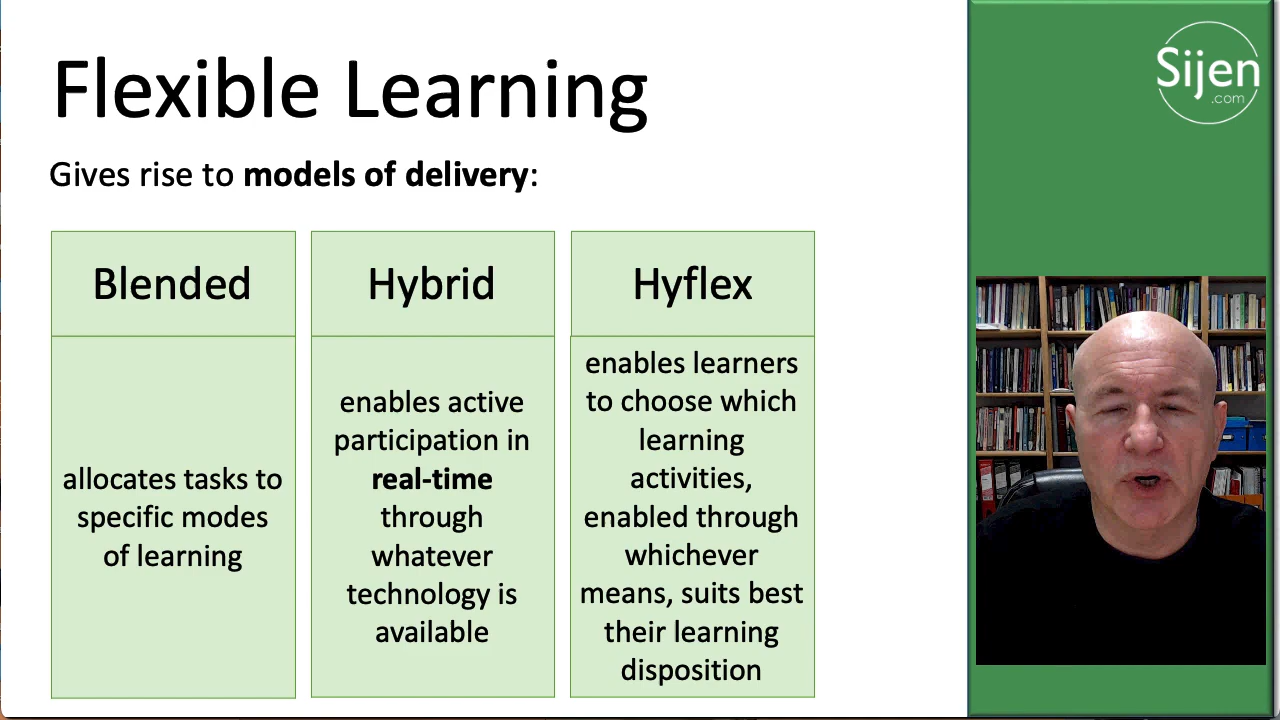 Flexible Learning
Gives rise to models of delivery:
Blended
allocates tasks to
specific modes
of learning
Hybrid
enables active
participation in
real-time
through
whatever
technology is
available
Hyflex
enables learners
to choose which
learning
activities,
enabled through
whichever
means, suits best
their learning
disposition
Sijen
.com